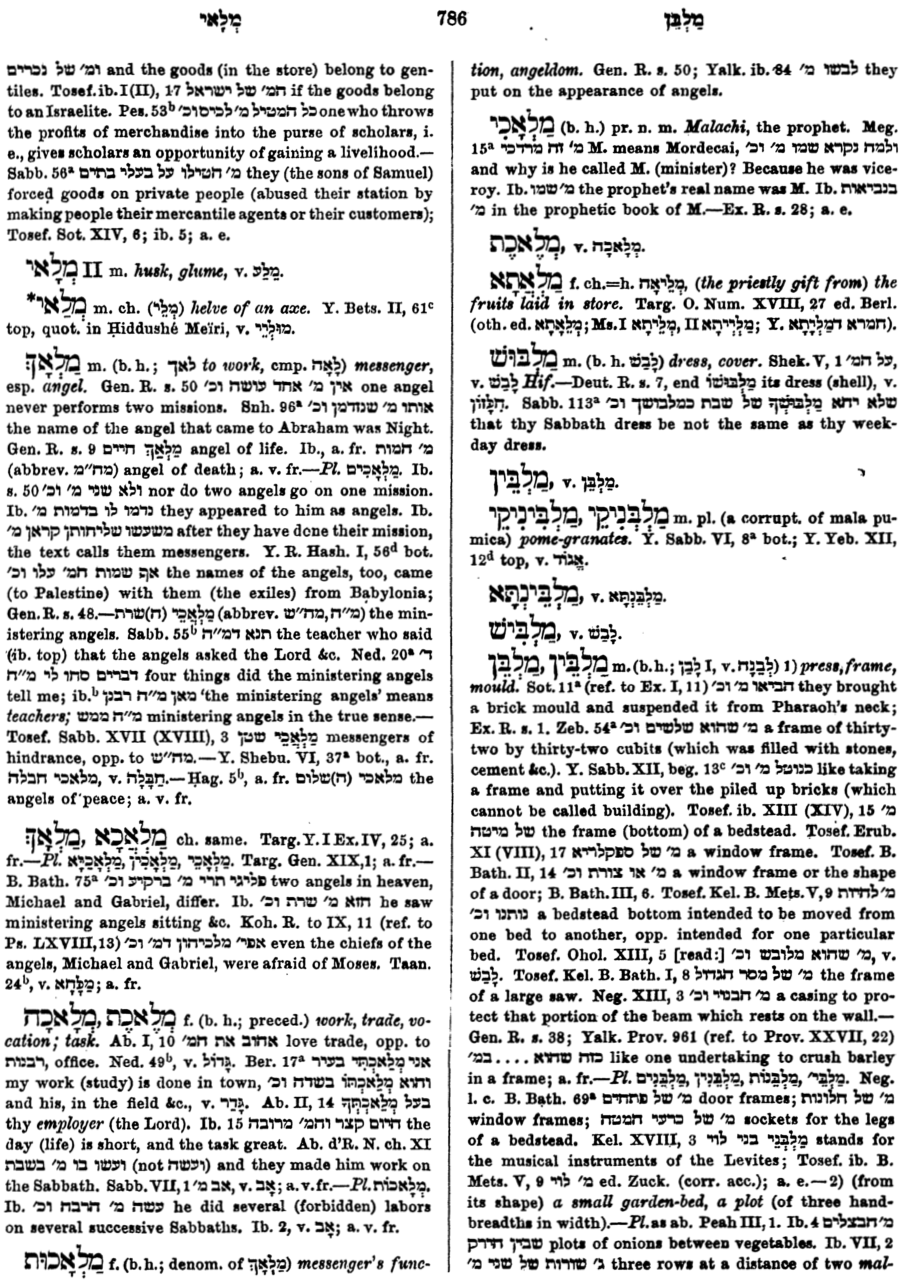 מְלָאי
786
מַלְבֵּן
ומ׳ של נכרים and the goods (in the store) belong to gen-
tiles. Tosef. ib. I (II), 17 חמ׳ של ישראל if the goods belong
to an Israelite. Pes. 53ᵇ כל המטיל מ׳ לכיס וכ׳ one who throws
the profits of merchandise into the purse of scholars, i.
e., gives scholars an opportunity of gaining a livelihood.—
Sabb. 56ᵃ הטילו על בעלי בתים מ׳ they (the sons of Samuel)
forced goods on private people (abused their station by
making people their mercantile agents or their customers);
Tosef. Sot. XIV, 6; ib. 5; a. e.
מְלָאי II m. husk, glume, v. מְלַע.
*מְלַאי m. ch. (מְלֵי) helve of an axe. Y. Bets. II, 61ᶜ
top, quot. in Ḥiddushé Meïri, v. מוּלְיֵי.
מַלְאָךְ m. (b. h.; לאך to work, cmp. לָאָה) messenger,
esp. angel. Gen. R. s. 50 אין מ׳ אחד עושה וכ׳ one angel
never performs two missions. Snh. 96ᵃ אותו מ׳ שנזדמן וכ׳
the name of the angel that came to Abraham was Night.
Gen. R. s. 9 מַלְאַךְ חיים angel of life. Ib., a. fr. מ׳ המות
(abbrev. מה״מ) angel of death; a. v. fr.—Pl. מַלְאָכִים. Ib.
s. 50 ולא שני מ׳ וכ׳ nor do two angels go on one mission.
Ib. נדמו לו בדמות מ׳ they appeared to him as angels. Ib.
משעשו שליחותן קראן מ׳ after they have done their mission,
the text calls them messengers. Y. R. Hash. I, 56ᵈ bot.
אף שמות המ׳ עלו וכ׳ the names of the angels, too, came
(to Palestine) with them (the exiles) from Babylonia;
Gen. R. s. 48.—מַלְאֲכֵי (ה)שרת (abbrev. מ״ה, מה״ש) the min-
istering angels. Sabb. 55ᵇ תנא דמ״ה the teacher who said
(ib. top) that the angels asked the Lord &c. Ned. 20ᵃ ד׳
דברים סחו לי מ״ה four things did the ministering angels
tell me; ib.ᵇ מאן מ״ה רבנן 'the ministering angels' means
teachers; מ״ה ממש ministering angels in the true sense.—
Tosef. Sabb. XVII (XVIII), 3 מַלְאֲכֵי שטן messengers of
hindrance, opp. to מה״ש.—Y. Shebu. VI, 37ᵃ bot., a. fr.
מלאכי חבלה, v. חַבָּלָה.—Ḥag. 5ᵇ, a. fr. מלאכי (ה)שלום the
angels of peace; a. v. fr.
מַלְאֲכָא, מַלְאָךְ ch. same. Targ. Y. I Ex. IV, 25; a.
fr.—Pl. מַלְאָכֵי, מַלְאָכִין, מַלְאָכַיָּא. Targ. Gen. XIX, 1; a. fr.—
B. Bath. 75ᵃ פליגי תרי מ׳ ברקיע וכ׳ two angels in heaven,
Michael and Gabriel, differ. Ib. חזא מ׳ שרת וכ׳ he saw
ministering angels sitting &c. Koh. R. to IX, 11 (ref. to
Ps. LXVIII, 13) אפי׳ מלכיהון דמ׳ וכ׳ even the chiefs of the
angels, Michael and Gabriel, were afraid of Moses. Taan.
24ᵇ, v. מַלְּחָא; a. fr.
מְלֶאכֶת, מְלָאכָה f. (b. h.; preced.) work, trade, vo-
cation; task. Ab. I, 10 אהוב את המ׳ love trade, opp. to
רבנות, office. Ned. 49ᵇ, v. גָּדוֹל. Ber. 17ᵃ אני מְלַאכְתִּי בעיר
my work (study) is done in town, והוא מְלַאכְתּוֹ בשדה וכ׳
and his, in the field &c., v. גָּדַר. Ab. II, 14 בעל מְלַאכְתְּךָ
thy employer (the Lord). Ib. 15 היום קצר והמ׳ מרובה the
day (life) is short, and the task great. Ab. d'R. N. ch. XI
ועשו בו מ׳ בשבת (not ועשה) and they made him work on
the Sabbath. Sabb. VII, 1 אב מ׳, v. אָב; a. v. fr.—Pl. מְלָאכוֹת.
Ib. עשה מ׳ הרבה וכ׳ he did several (forbidden) labors
on several successive Sabbaths. Ib. 2, v. אָב; a. v. fr.
מַלְאָכוּת f. (b. h.; denom. of מַלְאָךְ) messenger's func-
tion, angeldom. Gen. R. s. 50; Yalk. ib. 84 לבשו מ׳ they
put on the appearance of angels.
מַלְאָכִי (b. h.) pr. n. m. Malachi, the prophet. Meg.
15ᵃ מ׳ זה מרדכי M. means Mordecai, ולמה נקרא שמו מ׳ וכ׳
and why is he called M. (minister)? Because he was vice-
roy. Ib. מ׳ שמו the prophet's real name was M. Ib. בנביאות
מ׳ in the prophetic book of M.—Ex. R. s. 28; a. e.
מְלֶאכֶת, v. מְלָאכָה.
מְלֵאֲתָא f. ch.=h. מְלֵיאָה, (the priestly gift from) the
fruits laid in store. Targ. O. Num. XVIII, 27 ed. Berl.
(oth. ed. מְלֵאָתָא; Ms. I מְלֵיתָא, II מְלֵיְיתָא; Y. חמרא דמְלֵיתָא).
מַלְבּוּשׁ m. (b. h. לָבַשׁ) dress, cover. Shek. V, 1 על המ׳,
v. לָבַשׁ Hif.—Deut. R. s. 7, end מַלְבּוּשׁוֹ its dress (shell), v.
חִלָּזוֹן. Sabb. 113ᵃ שלא יהא מַלְבּוּשְׁךָ של שבת כמלבושך וכ׳
that thy Sabbath dress be not the same as thy week-
day dress.
מַלְבֵּין, v. מַלְבֵּן.
מַלְבְּנִיקֵי, מַלְבִּינִיקֵי m. pl. (a corrupt. of mala pu-
mica) pome-granates. Y. Sabb. VI, 8ᵃ bot.; Y. Yeb. XII,
12ᵈ top, v. אֱגוֹז.
מַלְבֵּינְתָּא, v. מַלְבֵּנְתָּא.
מַלְבִּישׁ, v. לָבַשׁ.
מַלְבֵּין, מַלְבֵּן m. (b. h.; לָבַן I, v. לְבֵנָה) 1) press, frame,
mould. Sot. 11ᵃ (ref. to Ex. I, 11) הביאו מ׳ וכ׳ they brought
a brick mould and suspended it from Pharaoh's neck;
Ex. R. s. 1. Zeb. 54ᵃ מ׳ שהוא שלשים וכ׳ a frame of thirty-
two by thirty-two cubits (which was filled with stones,
cement &c.). Y. Sabb. XII, beg. 13ᶜ כנוטל מ׳ וכ׳ like taking
a frame and putting it over the piled up bricks (which
cannot be called building). Tosef. ib. XIII (XIV), 15 מ׳
של מיטה the frame (bottom) of a bedstead. Tosef. Erub.
XI (VIII), 17 מ׳ של ספקלריא a window frame. Tosef. B.
Bath. II, 14 מ׳ או צורת וכ׳ a window frame or the shape
of a door; B. Bath. III, 6. Tosef. Kel. B. Mets. V, 9 מ׳ לחיות
נותנו וכ׳ a bedstead bottom intended to be moved from
one bed to another, opp. intended for one particular
bed. Tosef. Ohol. XIII, 5 [read:] מ׳ שהוא מלובש וכ׳, v.
לָבַשׁ. Tosef. Kel. B. Bath. I, 8 מ׳ של מסר הגדול the frame
of a large saw. Neg. XIII, 3 מ׳ הבנוי וכ׳ a casing to pro-
tect that portion of the beam which rests on the wall.—
Gen. R. s. 38; Yalk. Prov. 961 (ref. to Prov. XXVII, 22)
כזה שהוא . . . . במ׳ like one undertaking to crush barley
in a frame; a. fr.—Pl. מַלְבֵּי׳, מַלְבְּנוֹת, מַלְבְּנִין, מַלְבְּנִים. Neg.
l. c. B. Bath. 69ᵃ מ׳ של פתחים door frames; מ׳ של חלונות
window frames; מ׳ של כרעי המטה sockets for the legs
of a bedstead. Kel. XVIII, 3 מַלְבְּנֵי בני לוי stands for
the musical instruments of the Levites; Tosef. ib. B.
Mets. V, 9 מ׳ לוי ed. Zuck. (corr. acc.); a. e.—2) (from
its shape) a small garden-bed, a plot (of three hand-
breadths in width).—Pl. as ab. Peah III, 1. Ib. 4 מ׳ הבצלים
שבין הירק plots of onions between vegetables. Ib. VII, 2
ג׳ שורות של שני מ׳ three rows at a distance of two mal-